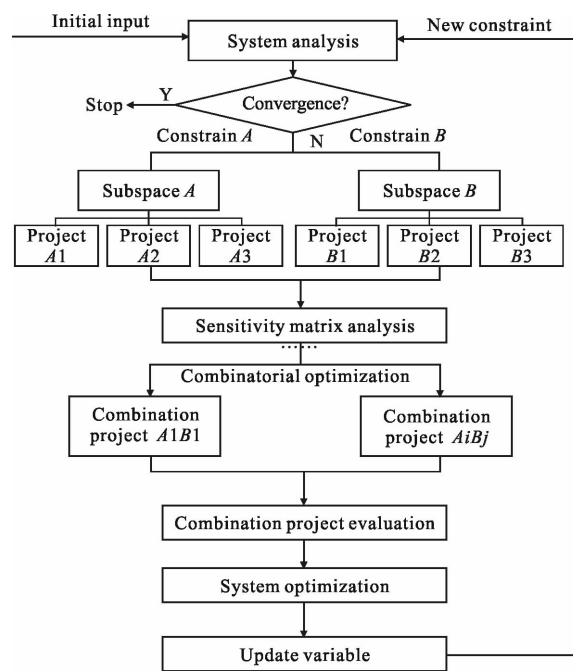 Initial input
New constraint
System analysis
Y
Convergence?
Stop
Constrain A
N
Constrain B
Subspace A
Subspace B
Project
A1
Project
A2
Project
A3
Project
B1
Project
B2
Project
B3
Sensitivity matrix analysis
......
Combinatorial optimization
Combination
project A1B1
Combination
project AiBj
Combination project evaluation
System optimization
Update variable